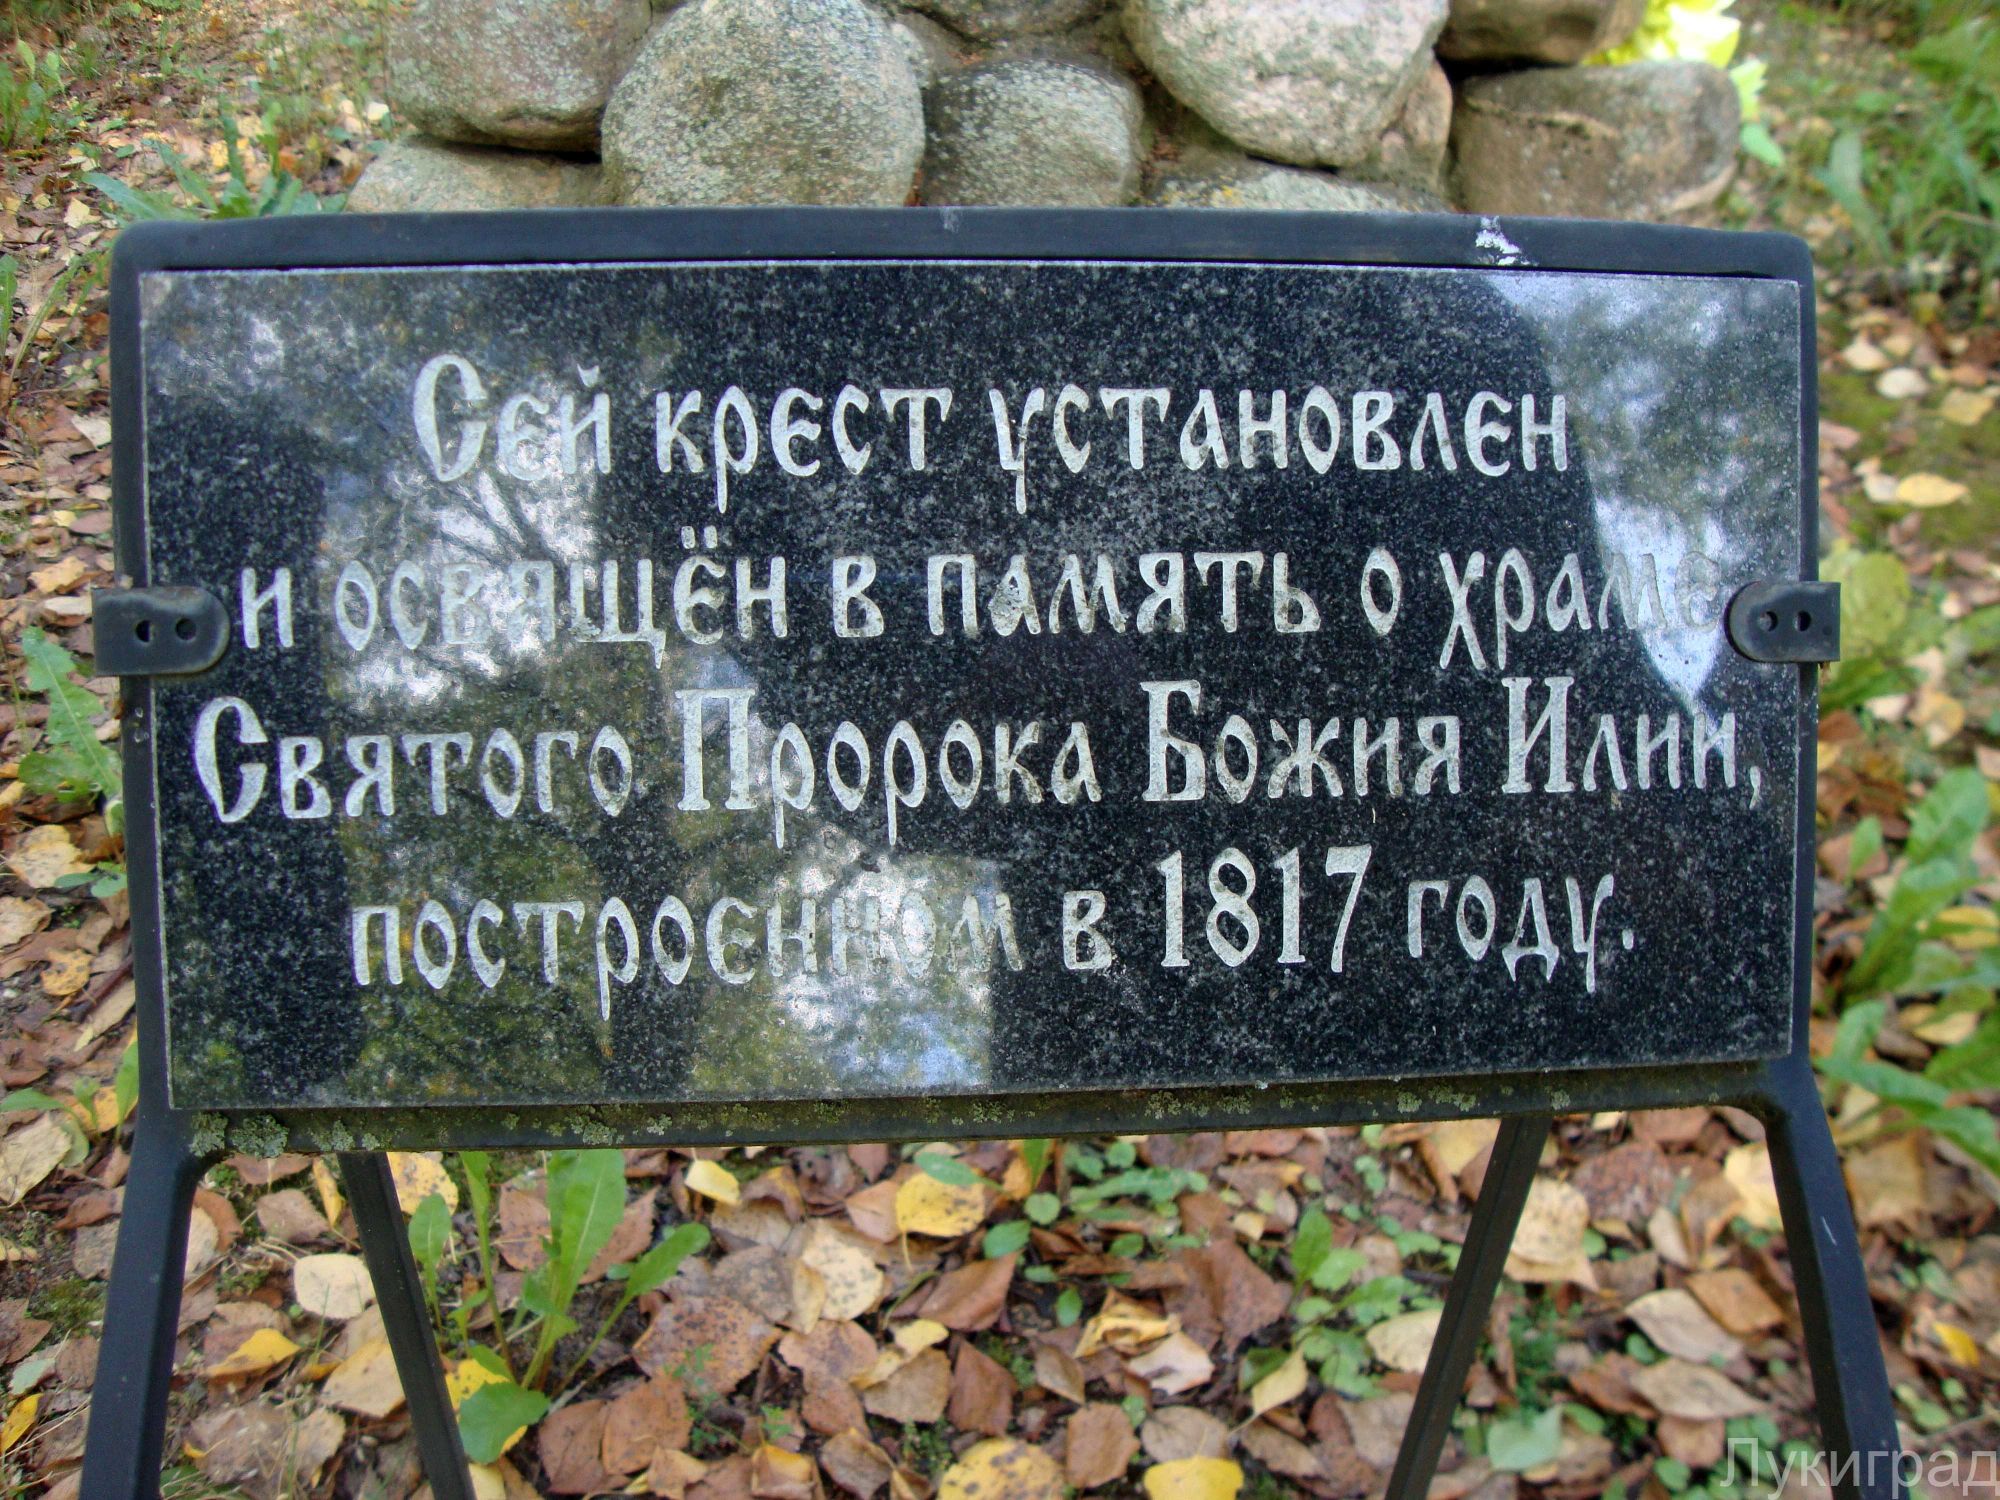 Сей крест установлен
и освящён в память о храме
Святого Пророка Божия Илии,
построенном в 1817 году.
Лукиград